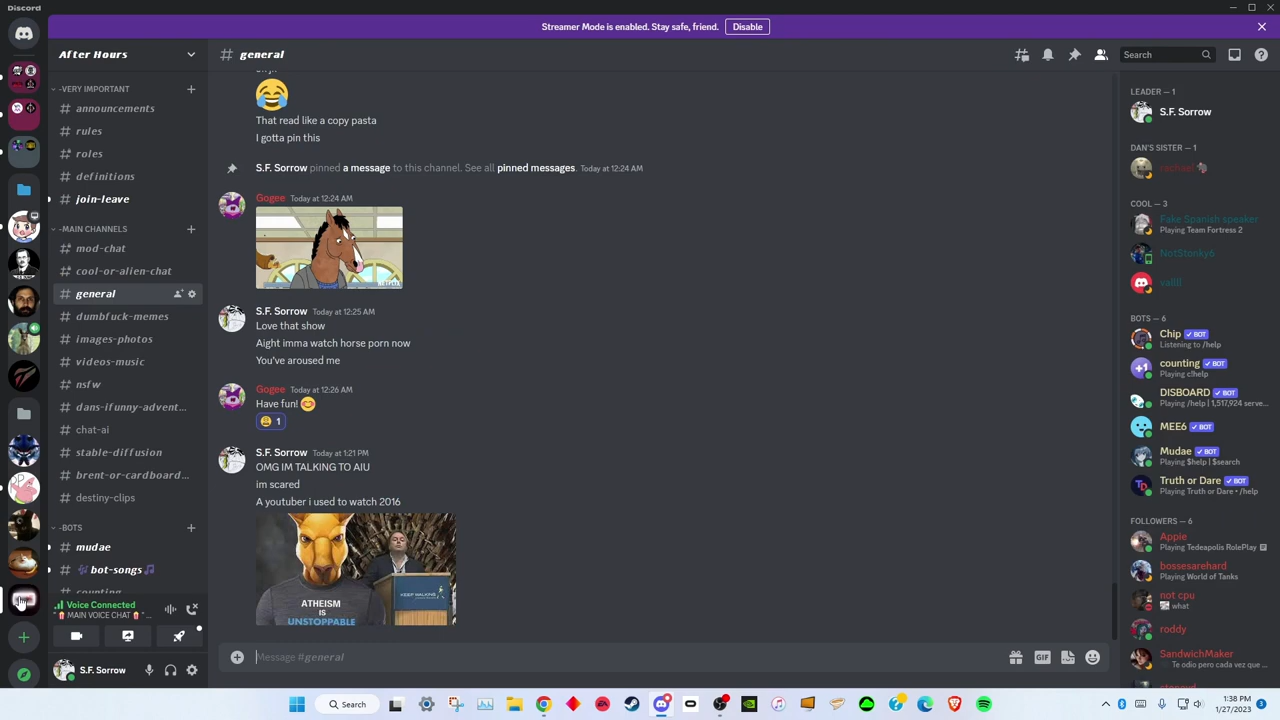 Discord
Streamer Mode is enabled. Stay safe, friend.
Disable
After Hours
-VERY IMPORTANT
announcements
rules
roles
definitions
join-leave
-MAIN CHANNELS
mod-chat
cool-or-alien-chat
general
dumbfuck-memes
images-photos
videos-music
nsfw
dans-ifunny-advent...
chat-ai
stable-diffusion
brent-or-cardboard...
destiny-clips
-BOTS
mudae
bot-songs
counting
Voice Connected
MAIN VOICE CHAT
S.F. Sorrow
# general
Search
That read like a copy pasta
I gotta pin this
S.F. Sorrow pinned a message to this channel. See all pinned messages. Today at 12:24 AM
Gogee Today at 12:24 AM
NETFLIX
S.F. Sorrow Today at 12:25 AM
Love that show
Aight imma watch horse porn now
You've aroused me
Gogee Today at 12:26 AM
Have fun!
1
S.F. Sorrow Today at 1:21 PM
OMG IM TALKING TO AIU
im scared
A youtuber i used to watch 2016
ATHEISM
IS
UNSTOPPABLE
KEEP WALKING
Message #general
GIF
LEADER — 1
S.F. Sorrow
DAN'S SISTER — 1
rachael
COOL — 3
Fake Spanish speaker
Playing Team Fortress 2
NotStonky6
BOTS — 6
Chip BOT
Listening to /help
counting BOT
Playing c!help
+1
DISBOARD BOT
Playing /help | 1,517,924 serve...
MEE6 BOT
Mudae BOT
Playing $help | $search
Truth or Dare BOT
Playing Truth or Dare • /help
FOLLOWERS — 6
Apple
Playing Tedeapolis RolePlay
bossesarehard
Playing World of Tanks
not cpu
what
roddy
SandwichMaker
Te odio pero cada vez que ...
Search
1:38 PM
1/27/2023